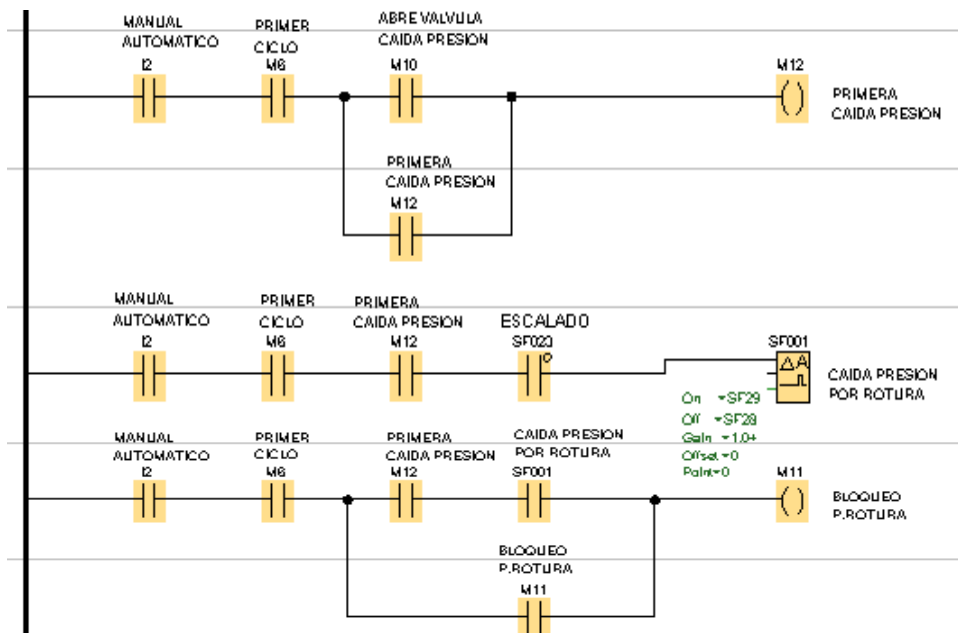 MANUAL
AUTOMATICO
I2
PRIMER
CICLO
M6
ABRE VALVULA
CAIDA PRESION
M10
M12
PRIMERA
CAIDA PRESION
PRIMERA
CAIDA PRESION
M12
MANUAL
AUTOMATICO
I2
PRIMER
CICLO
M6
PRIMERA
CAIDA PRESION
M12
ESCALADO
SF023
SF001
ΔA
CAIDA PRESION
POR ROTURA
On =SF29
Off =SF28
Gain =1.0+
Offset=0
Point=0
MANUAL
AUTOMATICO
I2
PRIMER
CICLO
M6
PRIMERA
CAIDA PRESION
M12
CAIDA PRESION
POR ROTURA
SF001
M11
BLOQUEO
P.ROTURA
BLOQUEO
P.ROTURA
M11